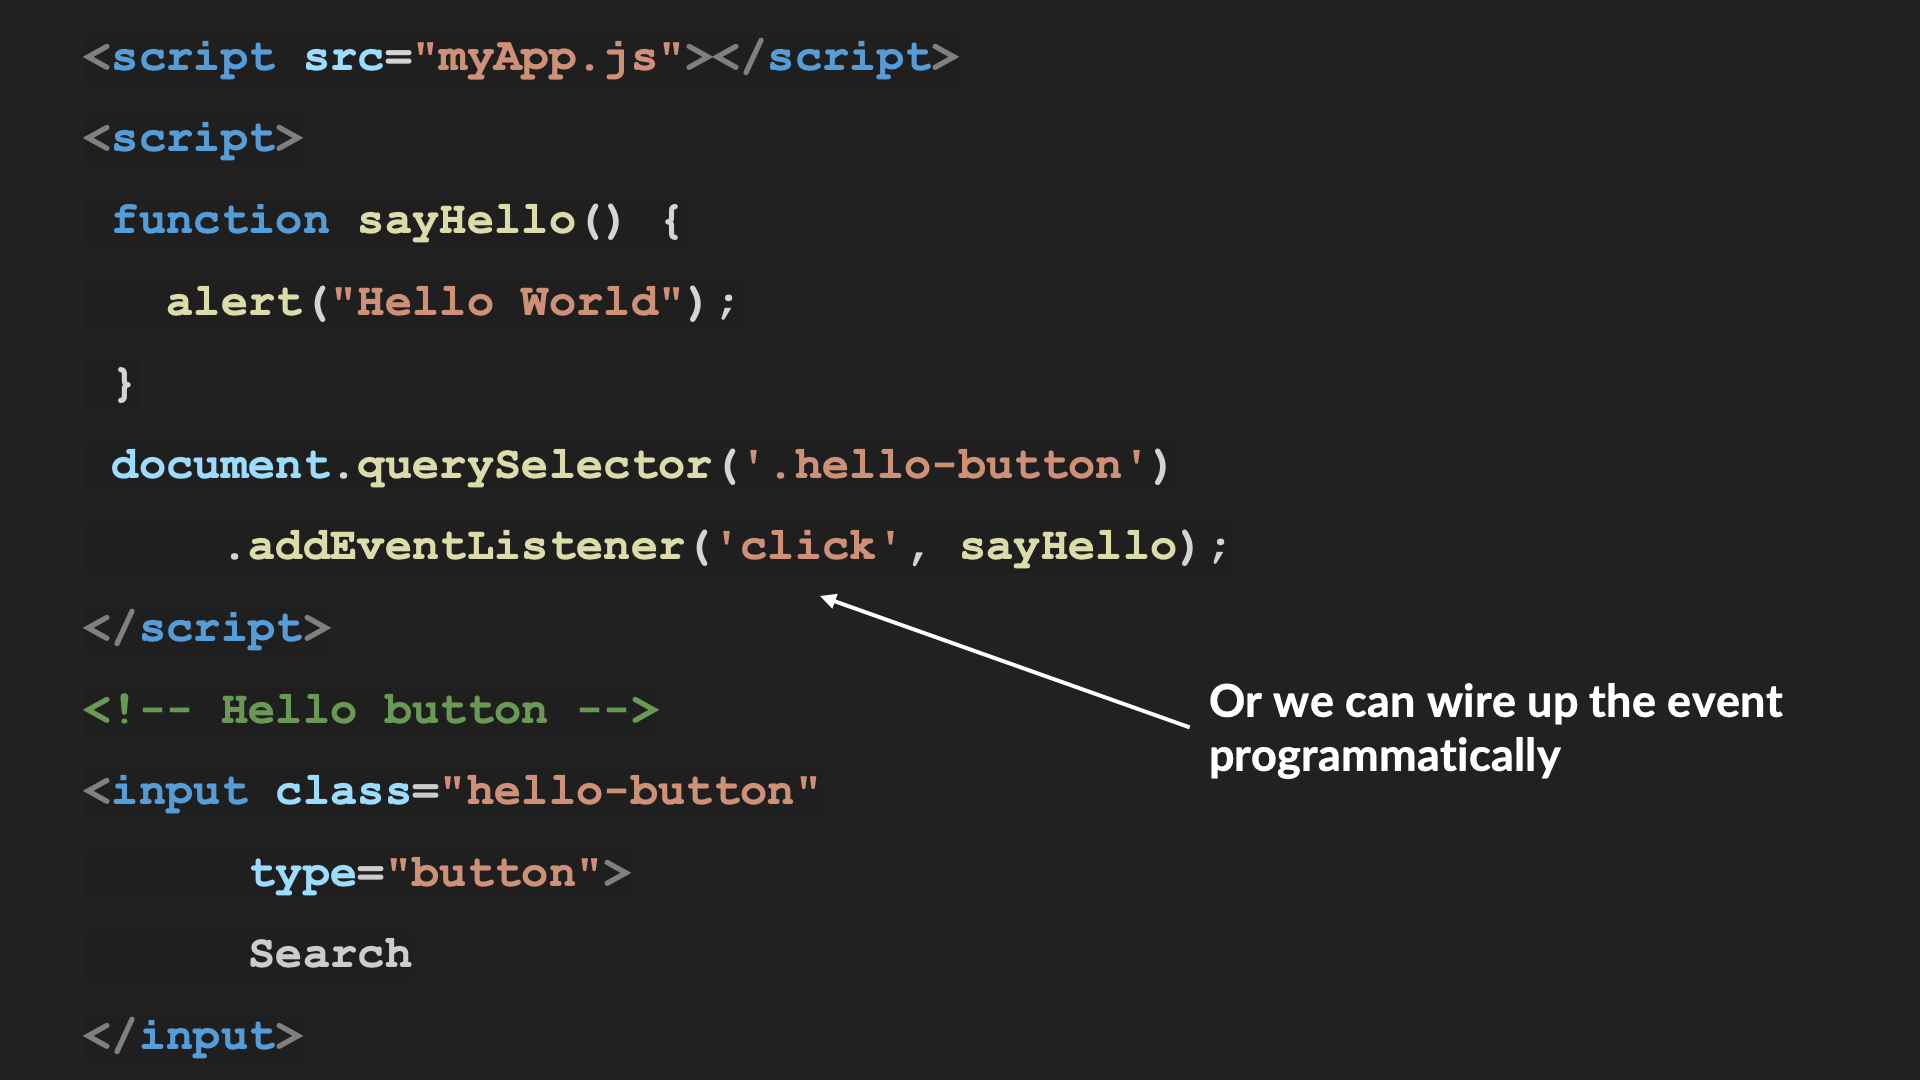 <script src="myApp.js"></script>
<script>
function sayHello() {
alert("Hello World");
}
document.querySelector('.hello-button')
.addEventListener('click', sayHello);
</script>
<!-- Hello button -->
<input class="hello-button"
type="button">
Search
</input>
Or we can wire up the event
programmatically